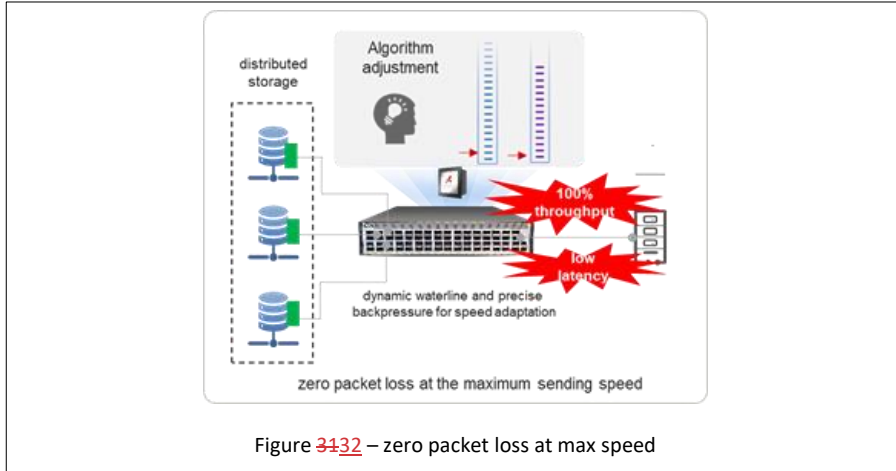 Algorithm
adjustment
distributed
storage
100%
throughput
low
latency
dynamic waterline and precise
backpressure for speed adaptation
zero packet loss at the maximum sending speed
Figure 3132 – zero packet loss at max speed